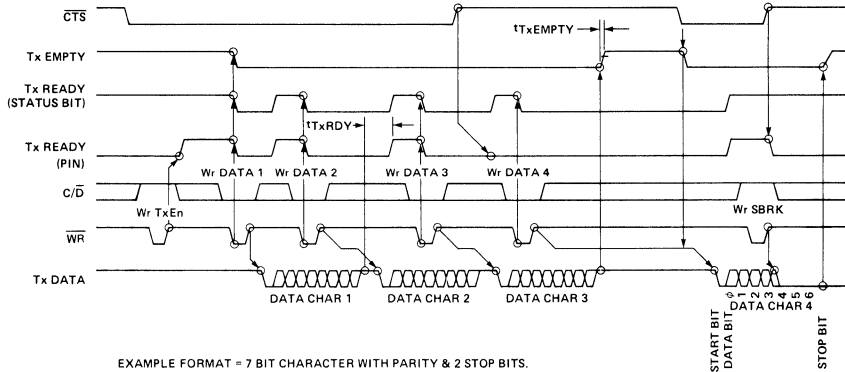 CTS
tTxEMPTY
Tx EMPTY
Tx READY
(STATUS BIT)
tTxRDY
Tx READY
(PIN)
Wr DATA 1
Wr DATA 2
Wr DATA 3
Wr DATA 4
C/D
Wr TxEn
Wr SBRK
WR
Tx DATA
DATA CHAR 1
DATA CHAR 2
DATA CHAR 3
DATA CHAR 4
START BIT
DATA BIT
φ 1 2 3 4 5 6
STOP BIT
EXAMPLE FORMAT = 7 BIT CHARACTER WITH PARITY & 2 STOP BITS.